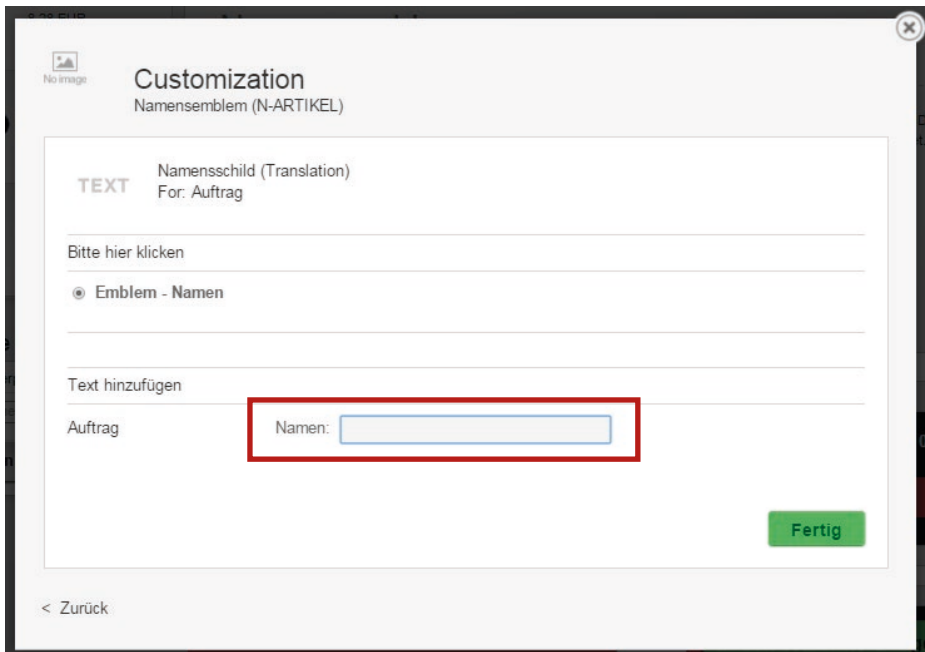 No image
Customization
Namensemblem (N-ARTIKEL)
TEXT
Namensschild (Translation)
For: Auftrag
Bitte hier klicken
Emblem - Namen
Text hinzufügen
Auftrag
Namen:
Fertig
< Zurück